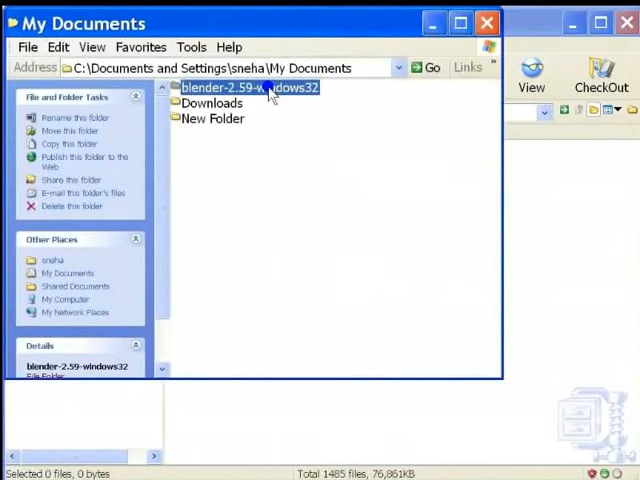 My Documents
File Edit View Favorites Tools Help
Address C:\Documents and Settings\sneha\My Documents Go Links »
View CheckOut
File and Folder Tasks
Rename this folder
Move this folder
Copy this folder
Publish this folder to the
Web
Share this folder
E-mail this folder's files
Delete this folder
Other Places
sneha
My Documents
Shared Documents
My Computer
My Network Places
Details
blender-2.59-windows32
File Folder
blender-2.59-windows32
Downloads
New Folder
Selected 0 files, 0 bytes
Total 1485 files, 76,861KB